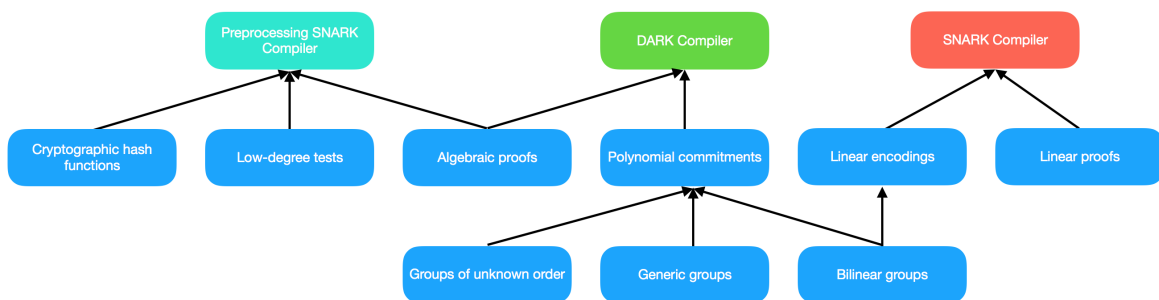 Preprocessing SNARK
Compiler
DARK Compiler
SNARK Compiler
Cryptographic hash
functions
Low-degree tests
Algebraic proofs
Polynomial commitments
Linear encodings
Linear proofs
Groups of unknown order
Generic groups
Bilinear groups